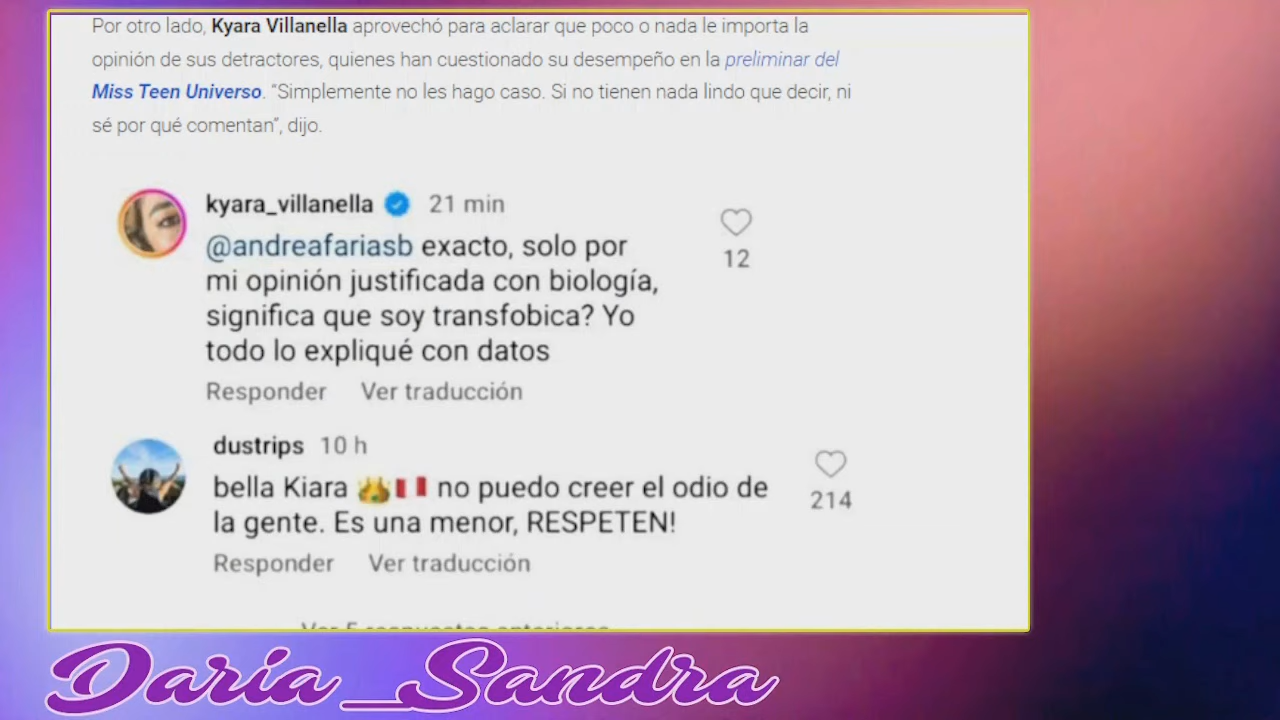 Por otro lado, Kyara Villanella aprovechó para aclarar que poco o nada le importa la
opinión de sus detractores, quienes han cuestionado su desempeño en la preliminar del
Miss Teen Universo. “Simplemente no les hago caso. Si no tienen nada lindo que decir, ni
sé por qué comentan”, dijo.
kyara_villanella 21 min
@andreafariasb exacto, solo por
mi opinión justificada con biología,
significa que soy transfobica? Yo
todo lo expliqué con datos
Responder Ver traducción
12
dustrips 10 h
bella Kiara 👑🇵🇪 no puedo creer el odio de
la gente. Es una menor, RESPETEN!
Responder Ver traducción
214
Ver 5 respuestas anteriores
Daria_Sandra